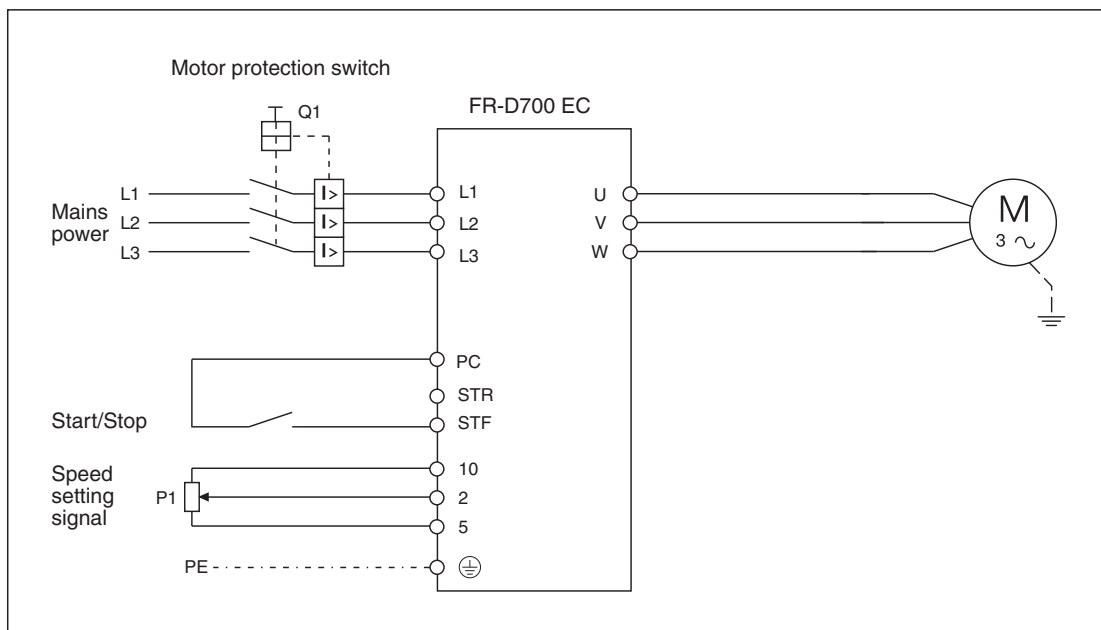 Motor protection switch
Q1
FR-D700 EC
Mains
power
L1
L2
L3
I>
I>
I>
L1
L2
L3
U
V
W
M
3 ~
PC
STR
STF
Start/Stop
Speed
setting
signal
P1
10
2
5
PE